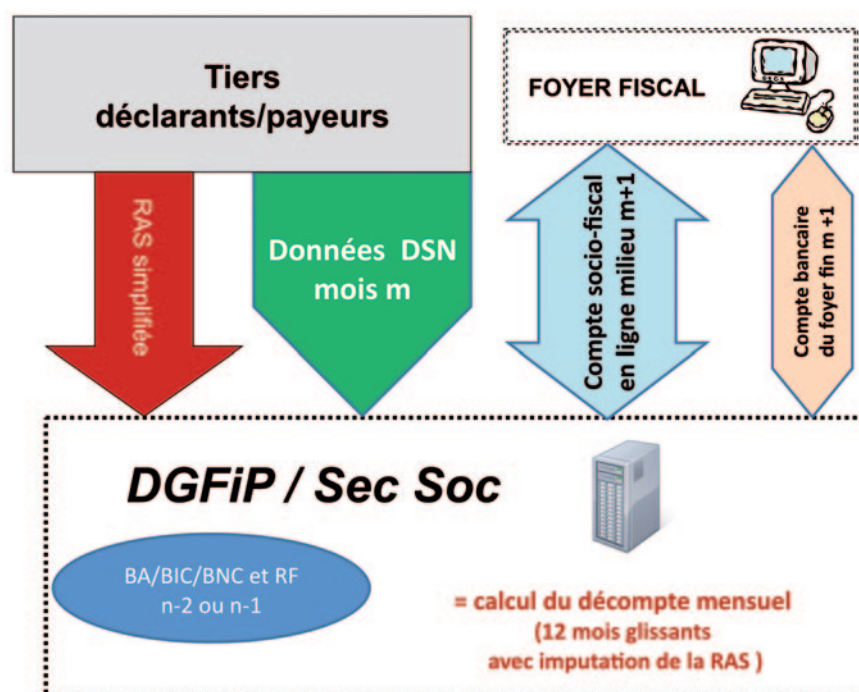 Tiers
déclarants/payeurs
FOYER FISCAL
RAS simplifiée
Données DSN
mois m
Compte socio-fiscal
en ligne milieu m+1
Compte bancaire
du foyer fin m +1
DGFiP / Sec Soc
BA/BIC/BNC et RF
n-2 ou n-1
= calcul du décompte mensuel
(12 mois glissants
avec imputation de la RAS )